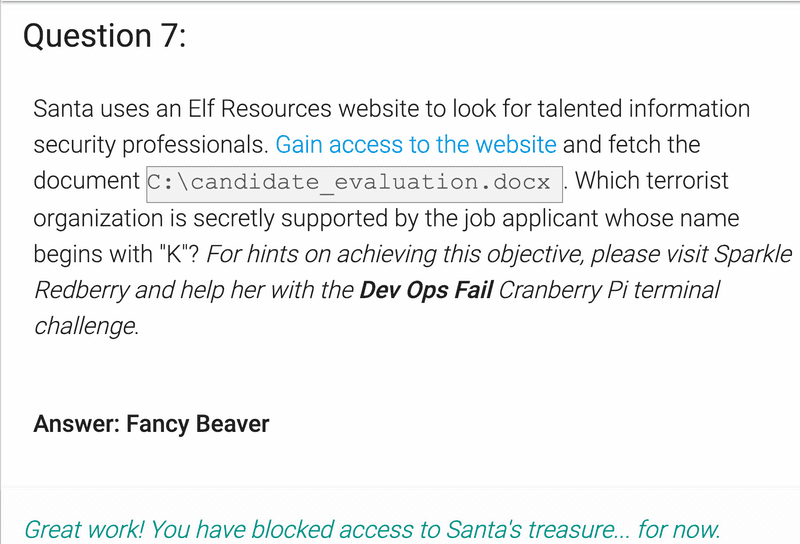 Question 7:
Santa uses an Elf Resources website to look for talented information
security professionals. Gain access to the website and fetch the
document C:\candidate_evaluation.docx . Which terrorist
organization is secretly supported by the job applicant whose name
begins with "K"? For hints on achieving this objective, please visit Sparkle
Redberry and help her with the Dev Ops Fail Cranberry Pi terminal
challenge.
Answer: Fancy Beaver
Great work! You have blocked access to Santa's treasure... for now.